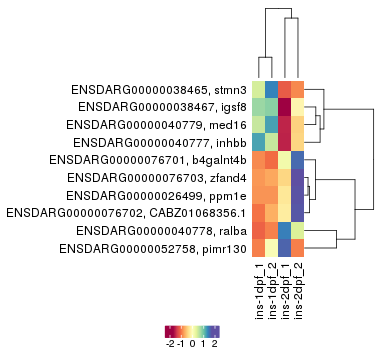 ENSDARG00000038465, stmn3
ENSDARG00000038467, igsf8
ENSDARG00000040779, med16
ENSDARG00000040777, inhbb
ENSDARG00000076701, b4galnt4b
ENSDARG00000076703, zfand4
ENSDARG00000026499, ppm1e
ENSDARG00000076702, CABZ01068356.1
ENSDARG00000040778, ralba
ENSDARG00000052758, pimr130
ins-1dpf_1
ins-1dpf_2
ins-2dpf_1
ins-2dpf_2
-2 -1 0 1 2